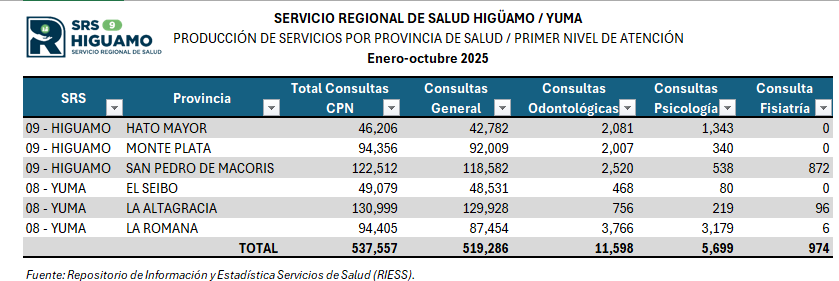 SRS 9
HIGUAMO
SERVICIO REGIONAL DE SALUD
SERVICIO REGIONAL DE SALUD HIGÜAMO / YUMA
PRODUCCIÓN DE SERVICIOS POR PROVINCIA DE SALUD / PRIMER NIVEL DE ATENCIÓN
Enero-octubre 2025
SRS Provincia Total Consultas CPN Consultas General Consultas Odontológicas Consultas Psicología Consulta Fisiatría
09 - HIGUAMO HATO MAYOR 46,206 42,782 2,081 1,343 0
09 - HIGUAMO MONTE PLATA 94,356 92,009 2,007 340 0
09 - HIGUAMO SAN PEDRO DE MACORIS 122,512 118,582 2,520 538 872
08 - YUMA EL SEIBO 49,079 48,531 468 80 0
08 - YUMA LA ALTAGRACIA 130,999 129,928 756 219 96
08 - YUMA LA ROMANA 94,405 87,454 3,766 3,179 6
TOTAL 537,557 519,286 11,598 5,699 974
Fuente: Repositorio de Información y Estadística Servicios de Salud (RIESS).